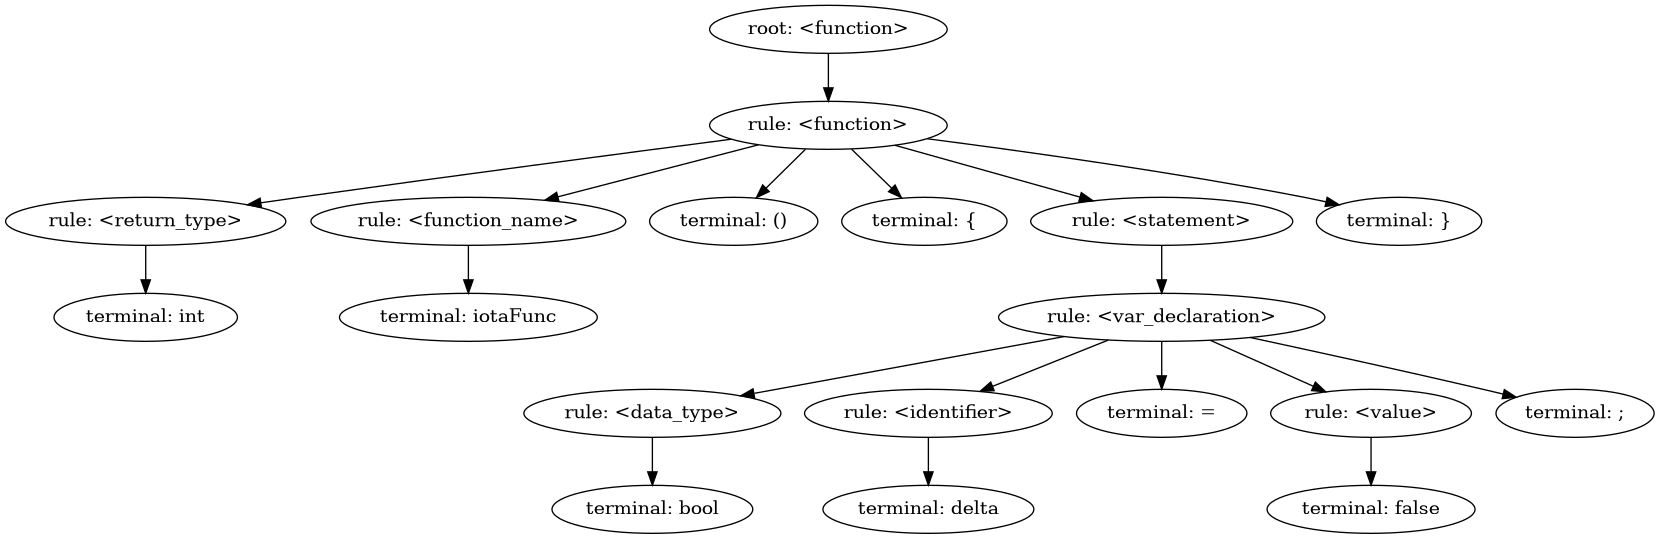 root: <function>
rule: <function>
rule: <return_type>
rule: <function_name>
terminal: ()
terminal: {
rule: <statement>
terminal: }
terminal: int
terminal: iotaFunc
rule: <var_declaration>
rule: <data_type>
rule: <identifier>
terminal: =
rule: <value>
terminal: ;
terminal: bool
terminal: delta
terminal: false